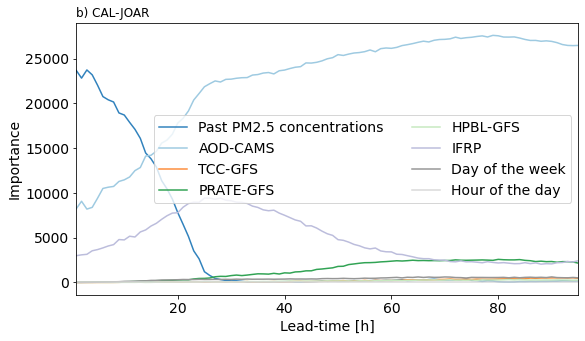 b) CAL-JOAR
25000
20000
15000
10000
5000
0
Importance
Past PM2.5 concentrations
AOD-CAMS
TCC-GFS
PRATE-GFS
HPBL-GFS
IFRP
Day of the week
Hour of the day
20 40 60 80
Lead-time [h]